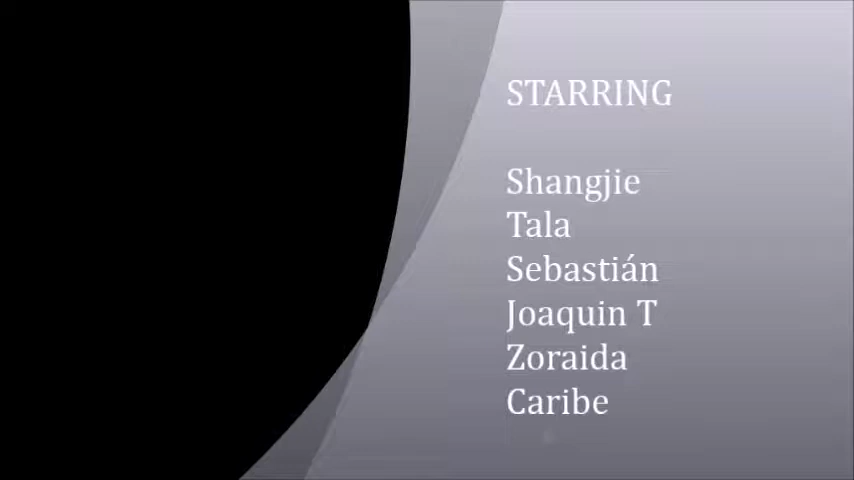 STARRING
Shangjie
Tala
Sebastián
Joaquin T
Zoraida
Caribe